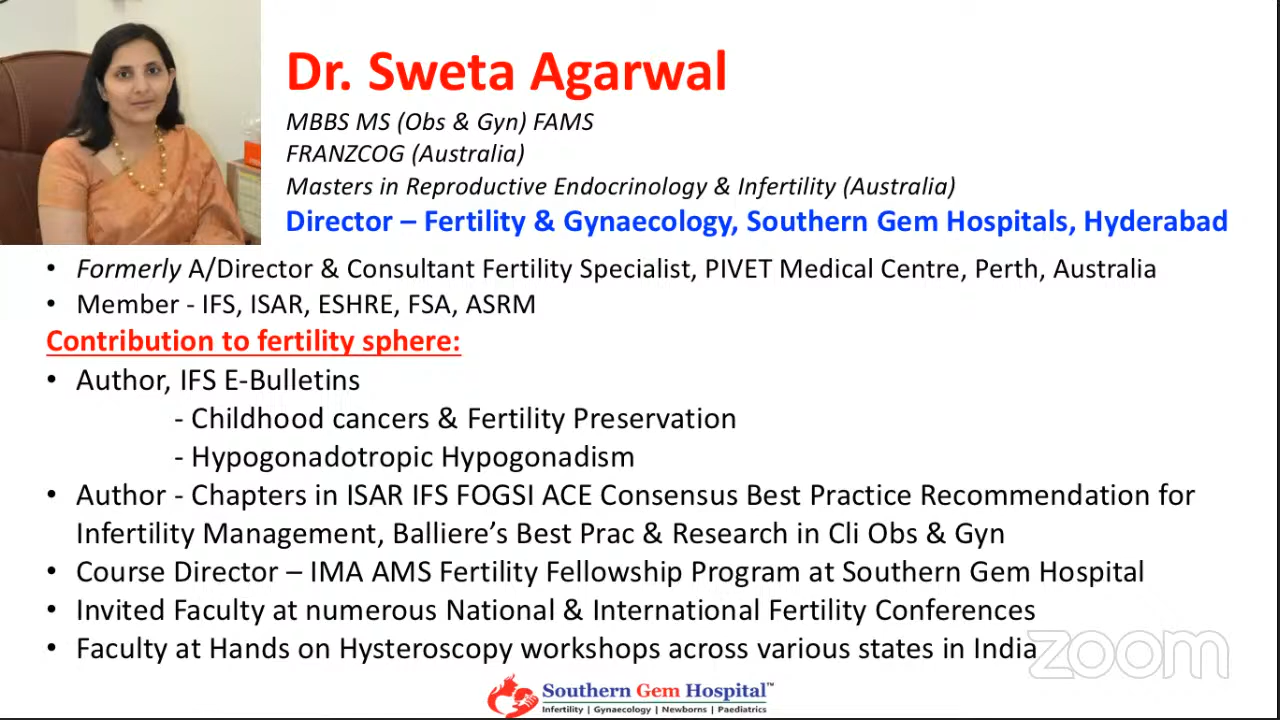 Dr. Sweta Agarwal
MBBS MS (Obs & Gyn) FAMS
FRANZCOG (Australia)
Masters in Reproductive Endocrinology & Infertility (Australia)
Director – Fertility & Gynaecology, Southern Gem Hospitals, Hyderabad
• Formerly A/Director & Consultant Fertility Specialist, PIVET Medical Centre, Perth, Australia
• Member - IFS, ISAR, ESHRE, FSA, ASRM
Contribution to fertility sphere:
• Author, IFS E-Bulletins
- Childhood cancers & Fertility Preservation
- Hypogonadotropic Hypogonadism
• Author - Chapters in ISAR IFS FOGSI ACE Consensus Best Practice Recommendation for
Infertility Management, Balliere’s Best Prac & Research in Cli Obs & Gyn
• Course Director – IMA AMS Fertility Fellowship Program at Southern Gem Hospital
• Invited Faculty at numerous National & International Fertility Conferences
• Faculty at Hands on Hysteroscopy workshops across various states in India
zoom
Southern Gem Hospital™
Infertility | Gynaecology | Newborns | Paediatrics